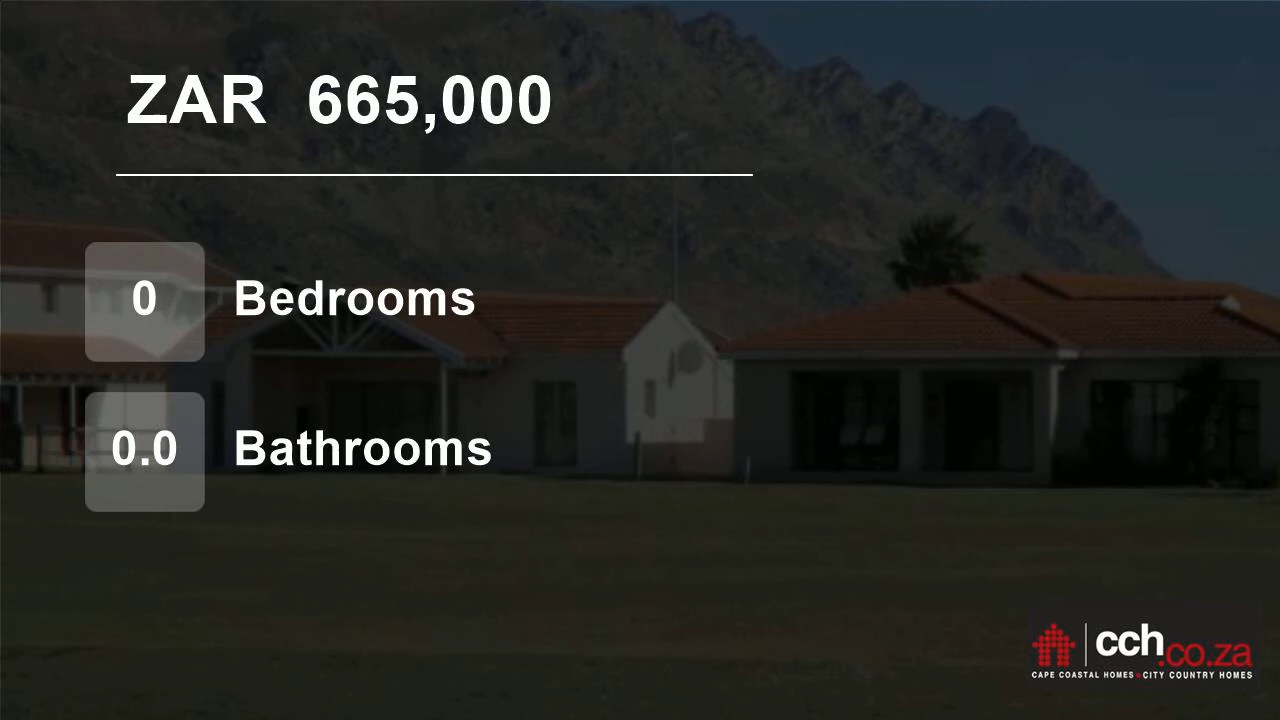 ZAR 665,000
0 Bedrooms
0.0 Bathrooms
cch.co.za
CAPE COASTAL HOMES CITY COUNTRY HOMES